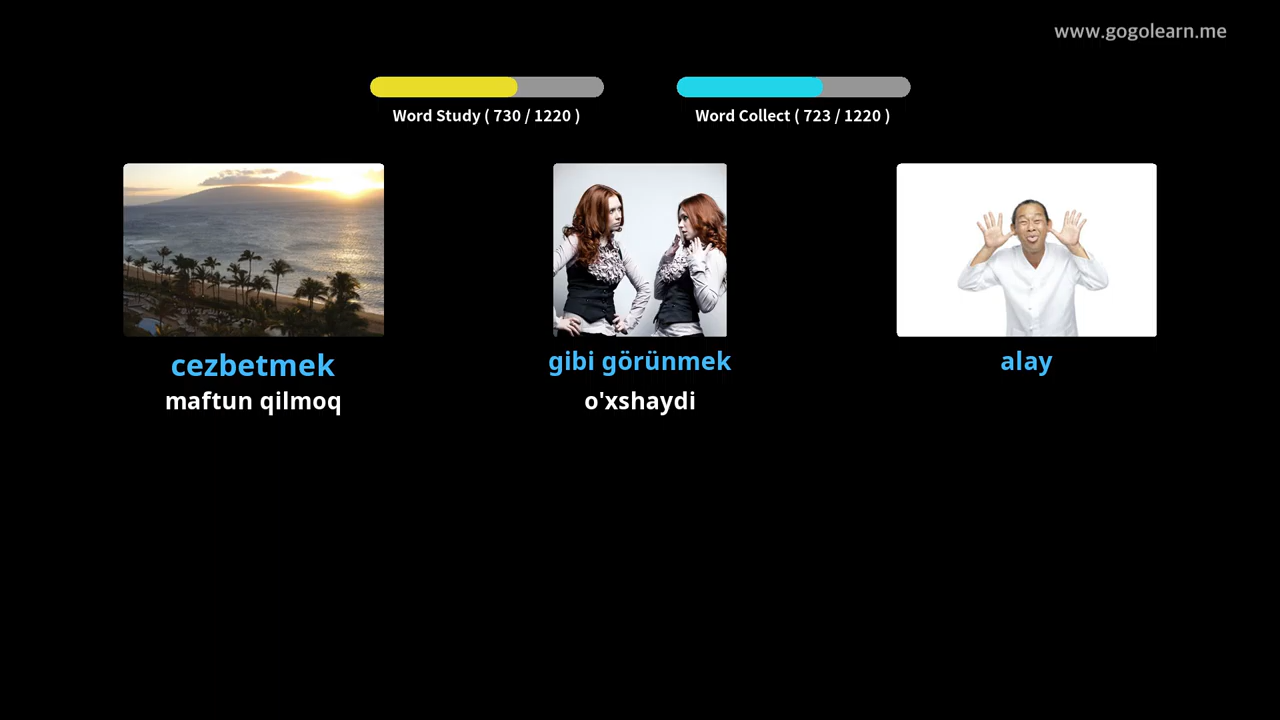 www.gogolearn.me
Word Study ( 730 / 1220 )
Word Collect ( 723 / 1220 )
cezbetmek
maftun qilmoq
gibi görünmek
o'xshaydi
alay